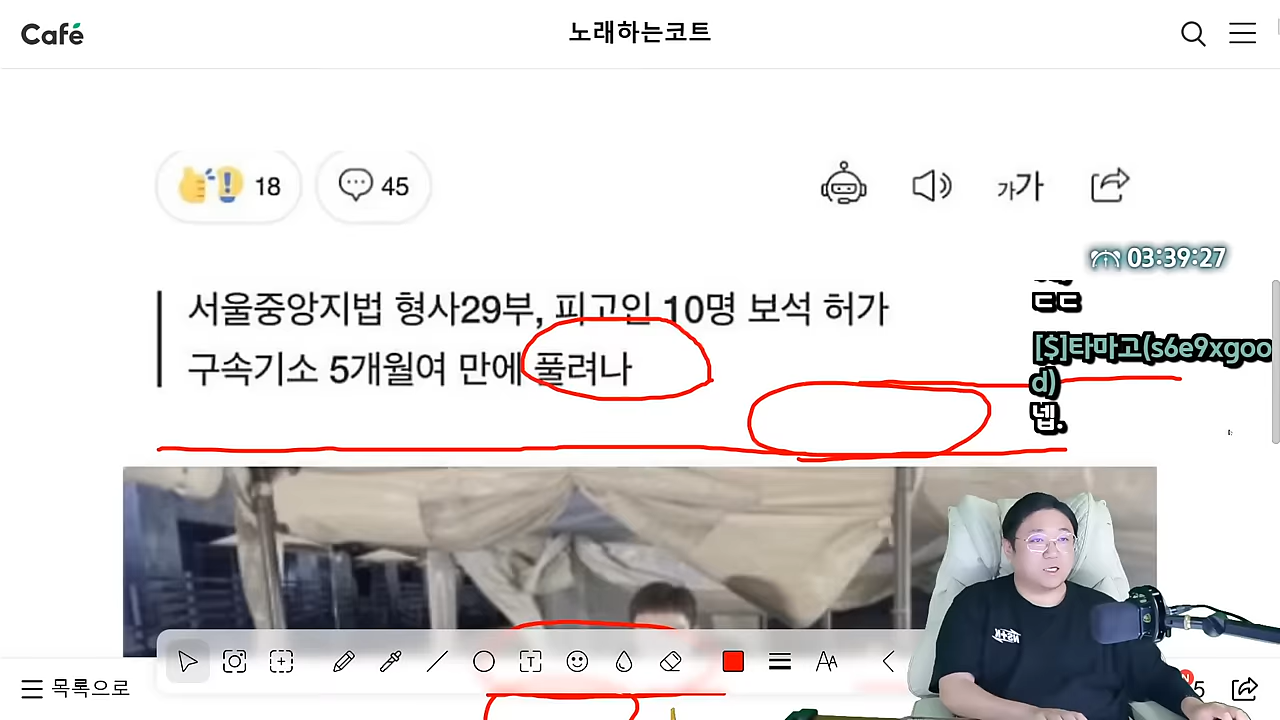 Café
노래하는코트
18
45
가가
03:39:27
서울중앙지법 형사29부, 피고인 10명 보석 허가
구속기소 5개월여 만에 풀려나
ㄷㄷ
[$]타마고(s6e9xgoo
d)
넵.
T
AA
목록으로
N
5